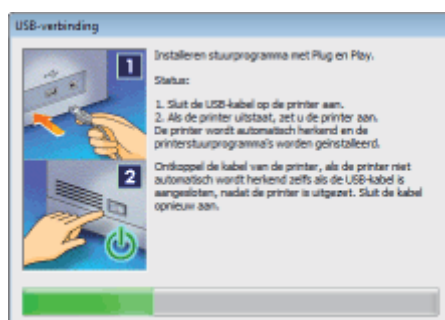 USB-verbinding
1
Installeren stuurprogramma met Plug en Play.
Status:
1. Sluit de USB-kabel op de printer aan.
2. Als de printer uitstaat, zet u de printer aan.
De printer wordt automatisch herkend en de
printerstuurprogramma's worden geïnstalleerd.
2
Ontkoppel de kabel van de printer, als de printer niet
automatisch wordt herkend zelfs als de USB-kabel is
aangesloten, nadat de printer is uitgezet. Sluit de kabel
opnieuw aan.